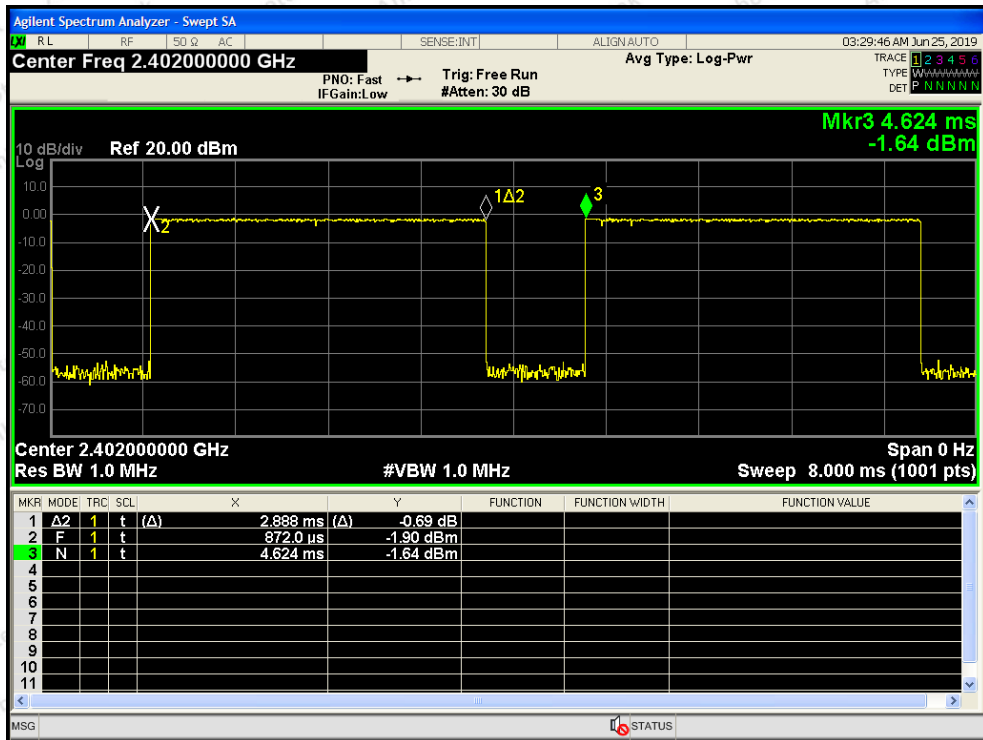 Agilent Spectrum Analyzer - Swept SA
LXI RL RF 50 Ω AC SENSE:INT ALIGNAUTO 03:29:46 AM Jun 25, 2019
Center Freq 2.402000000 GHz
Avg Type: Log-Pwr
TRACE 1 2 3 4 5 6
PNO: Fast Trig: Free Run
TYPE WWWWWW
IFGain:Low #Atten: 30 dB
DET P N N N N N
Mkr3 4.624 ms
-1.64 dBm
10 dB/div Ref 20.00 dBm
Log
10.0
0.00
-10.0
-20.0
-30.0
-40.0
-50.0
-60.0
-70.0
X2
1Δ2
3
Center 2.402000000 GHz Span 0 Hz
Res BW 1.0 MHz #VBW 1.0 MHz Sweep 8.000 ms (1001 pts)
MKR MODE TRC SCL X Y FUNCTION FUNCTION WIDTH FUNCTION VALUE
1 Δ2 1 t (Δ) 2.888 ms (Δ) -0.69 dB
2 F 1 t 872.0 µs -1.90 dBm
3 N 1 t 4.624 ms -1.64 dBm
4
5
6
7
8
9
10
11
MSG STATUS